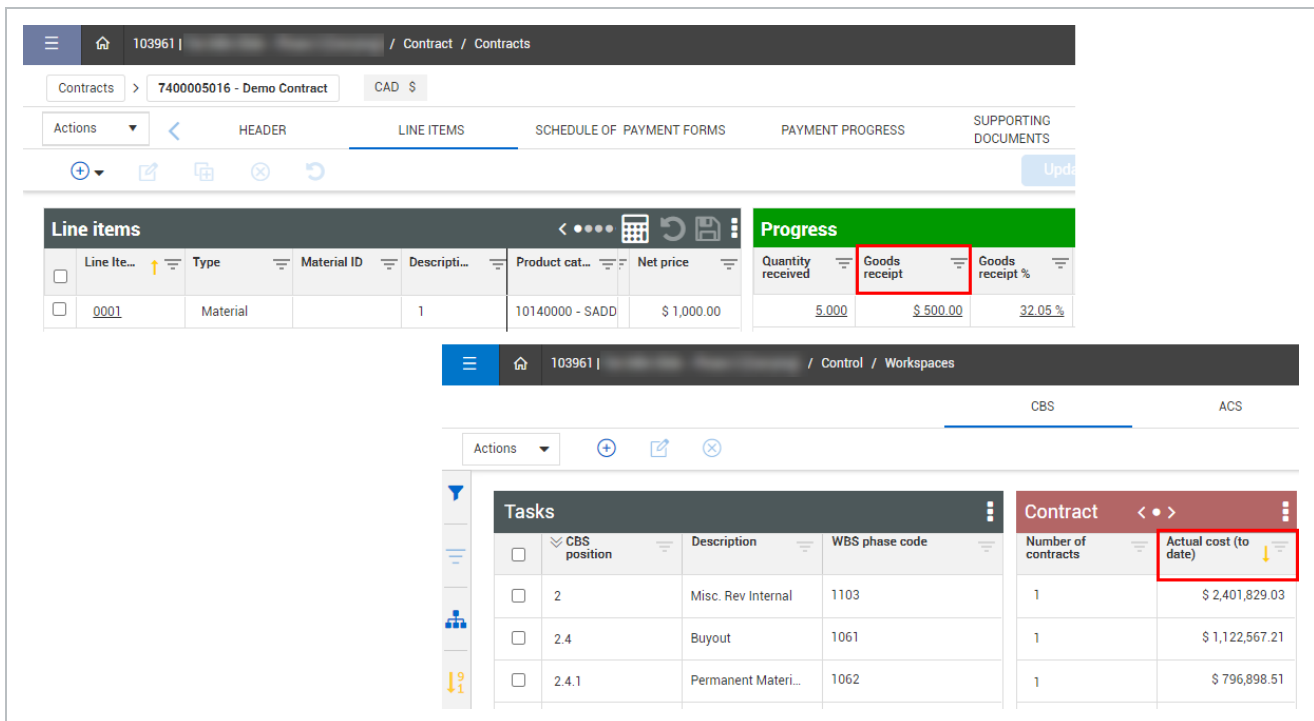 103961 | / Contract / Contracts
Contracts > 7400005016 - Demo Contract CAD $
Actions HEADER LINE ITEMS SCHEDULE OF PAYMENT FORMS PAYMENT PROGRESS SUPPORTING DOCUMENTS
Upda
Line items
Progress
Line Ite... Type Material ID Descripti... Product cat... Net price Quantity received Goods receipt Goods receipt %
0001 Material 1 10140000 - SADD $ 1,000.00 5.000 $ 500.00 32.05 %
103961 | / Control / Workspaces
CBS ACS
Actions
Tasks
Contract
CBS position Description WBS phase code Number of contracts Actual cost (to date)
2 Misc. Rev Internal 1103 1 $ 2,401,829.03
2.4 Buyout 1061 1 $ 1,122,567.21
2.4.1 Permanent Materi... 1062 1 $ 796,898.51